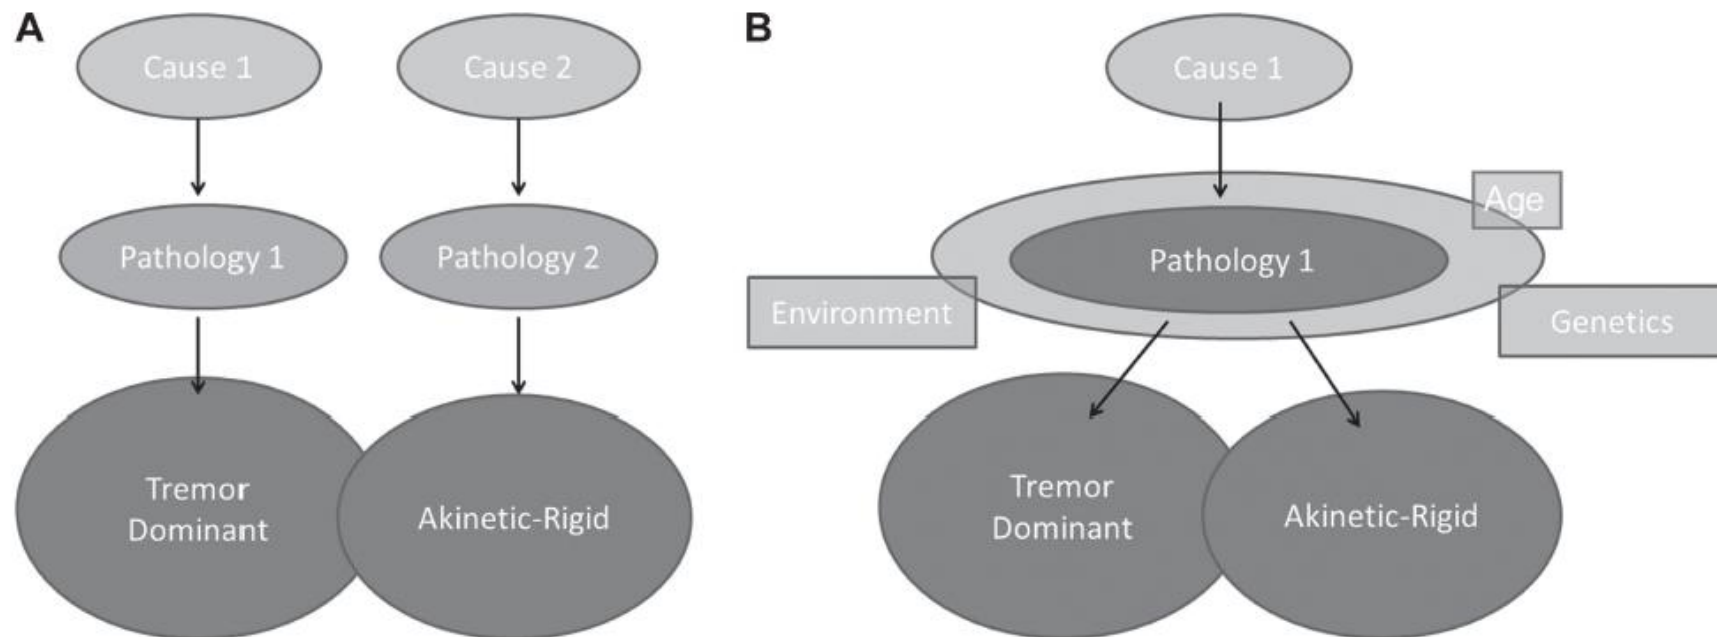 A
Cause 1
Cause 2
Pathology 1
Pathology 2
Tremor
Dominant
Akinetic-Rigid
B
Cause 1
Age
Pathology 1
Environment
Genetics
Tremor
Dominant
Akinetic-Rigid